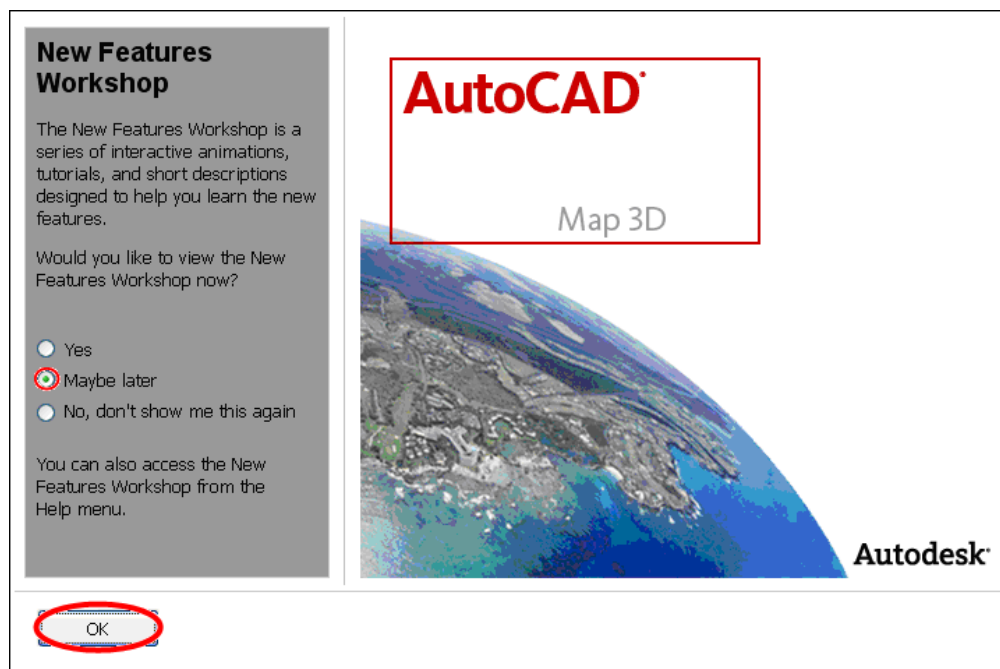 New Features
Workshop
The New Features Workshop is a
series of interactive animations,
tutorials, and short descriptions
designed to help you learn the new
features.
Would you like to view the New
Features Workshop now?
Yes
Maybe later
No, don't show me this again
You can also access the New
Features Workshop from the
Help menu.
AutoCAD®
Map 3D
Autodesk®
OK